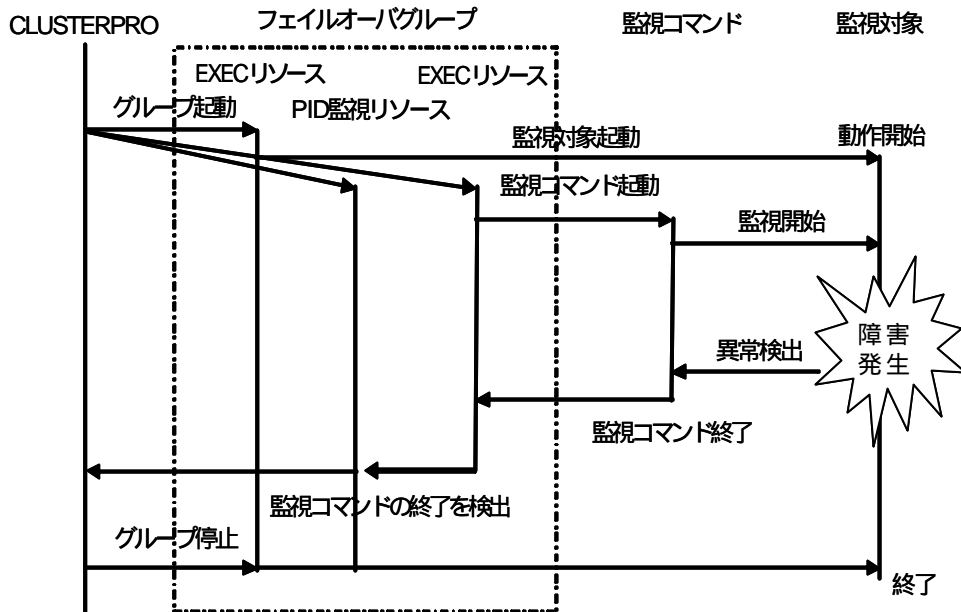 CLUSTERPRO
フェイルオーバグループ
監視コマンド
監視対象
EXECリソース
EXECリソース
グループ起動
PID監視リソース
監視対象起動
動作開始
監視コマンド起動
監視開始
障害
発生
異常検出
監視コマンド終了
監視コマンドの終了を検出
グループ停止
終了